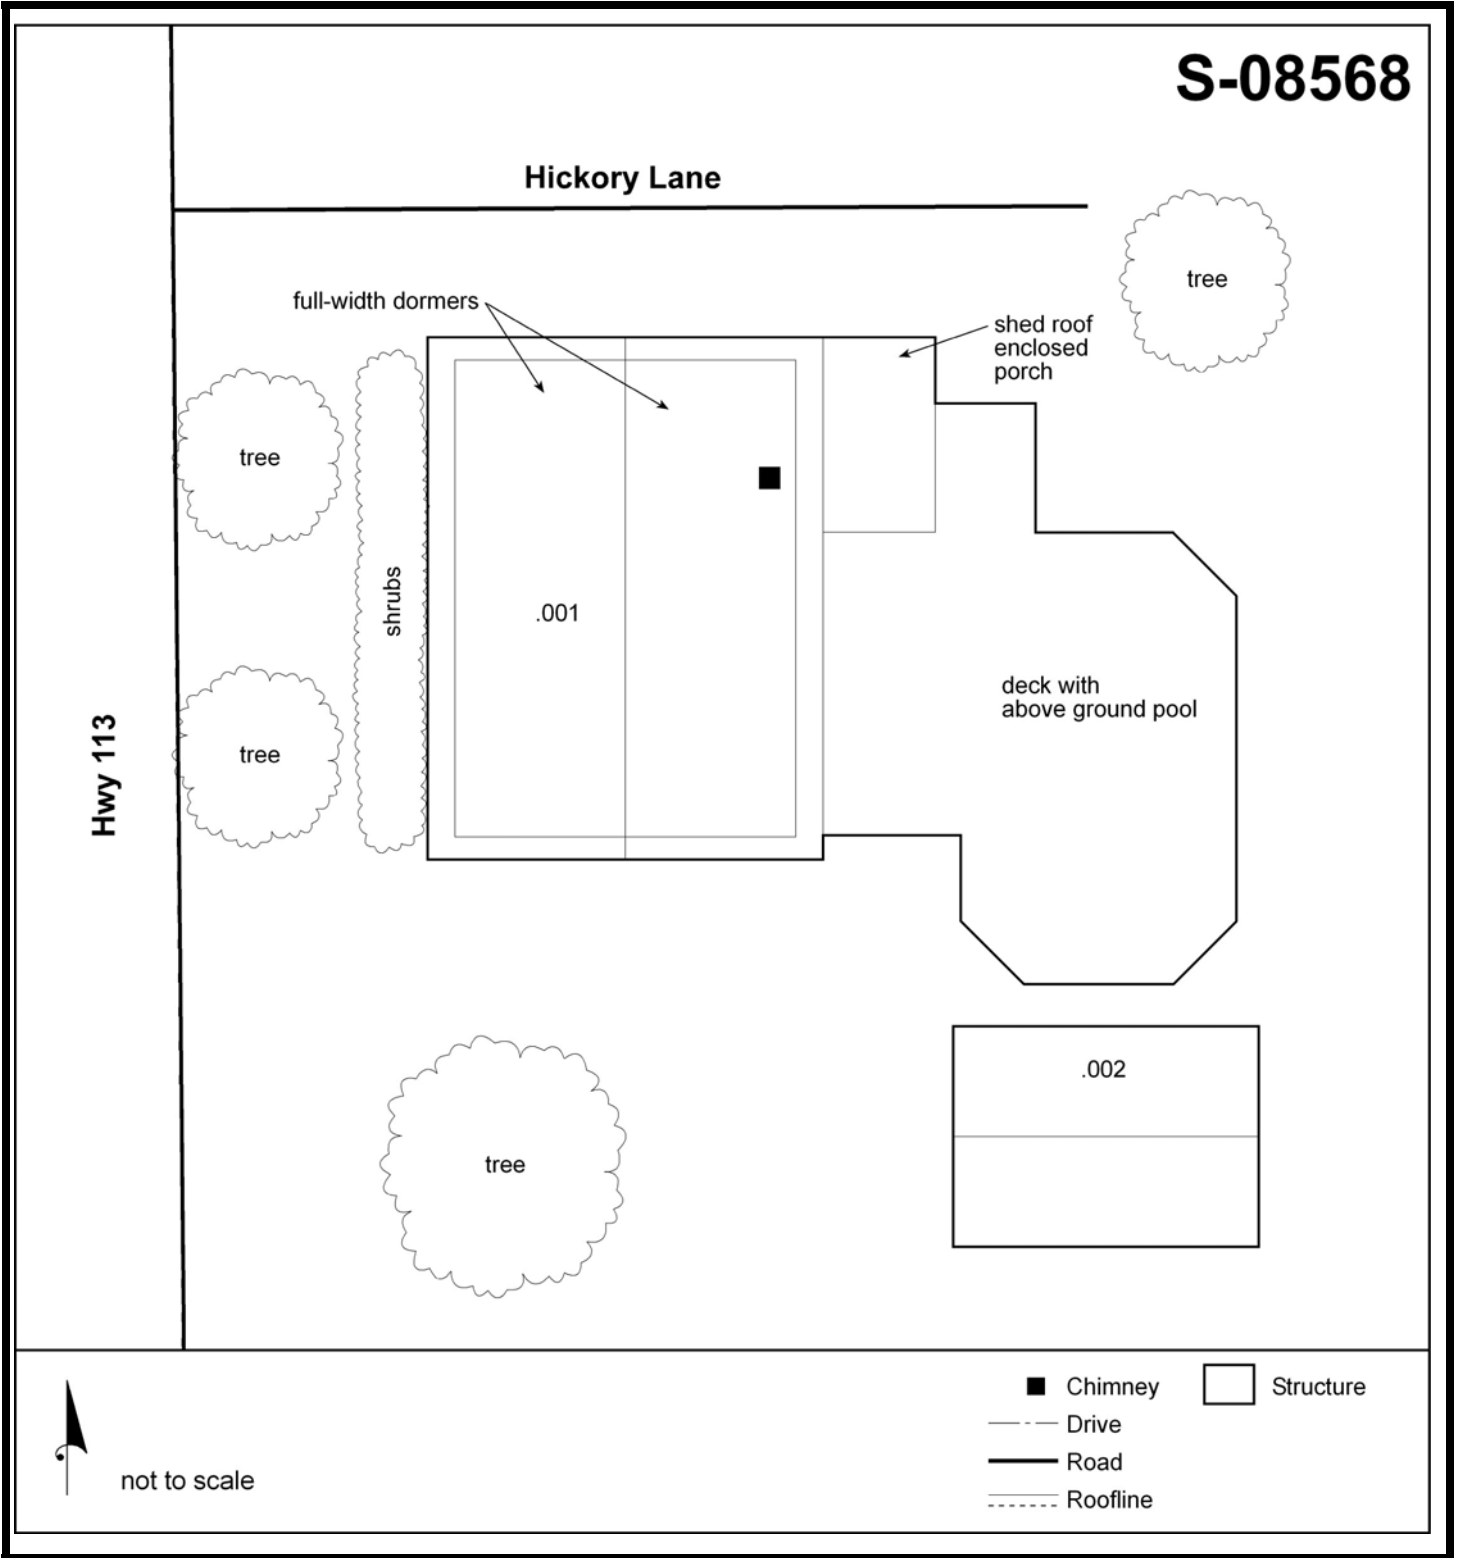 S-08568
Hickory Lane
tree
full-width dormers
shed roof
enclosed
porch
tree
shrubs
.001
deck with
above ground pool
tree
Hwy 113
.002
tree
Chimney
Structure
Drive
Road
Roofline
not to scale